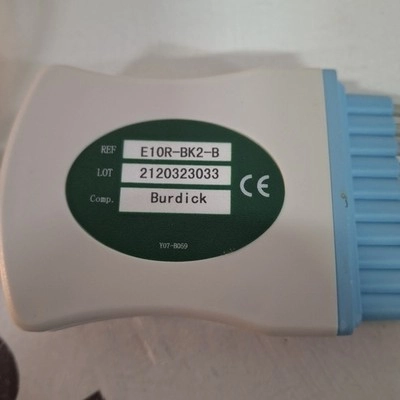 REF E10R-BK2-B
LOT 2120323033
Comp. Burdick
CE
Y07-B059